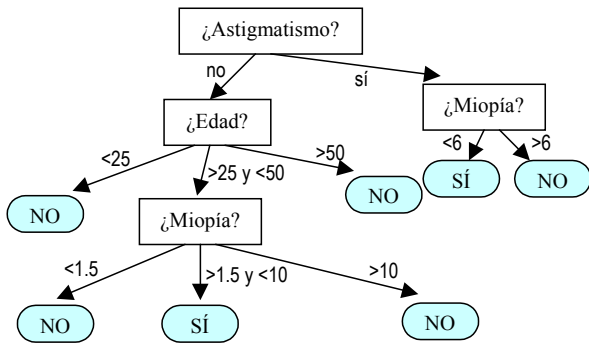 ¿Astigmatismo?
no
sí
¿Edad?
¿Miopía?
<25
>25 y <50
>50
<6
>6
NO
¿Miopía?
NO
SÍ
NO
<1.5
>1.5 y <10
>10
NO
SÍ
NO